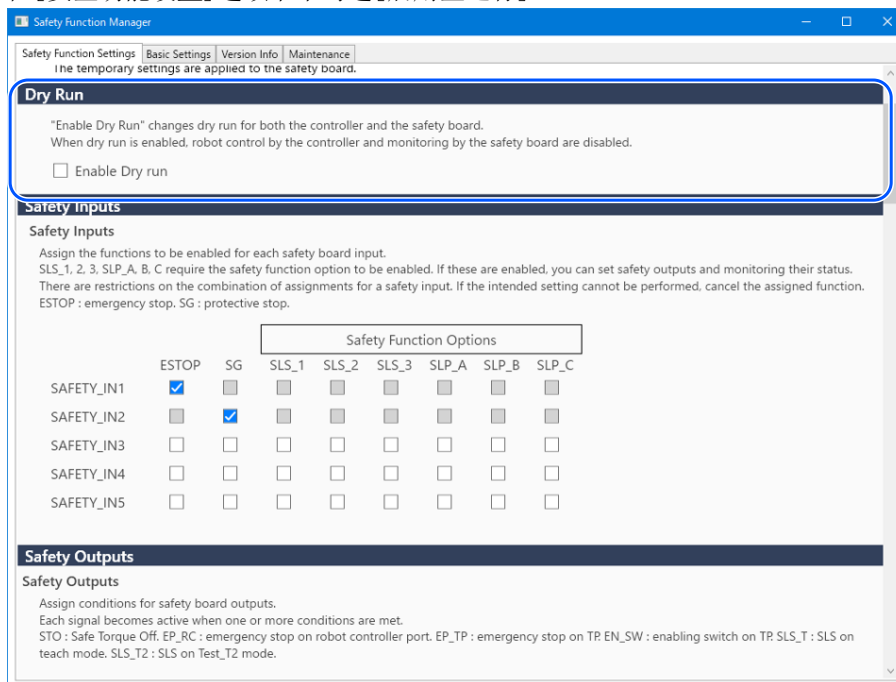 Safety Function Manager
Safety Function Settings Basic Settings Version Info Maintenance
The temporary settings are applied to the safety board.
Dry Run
"Enable Dry Run" changes dry run for both the controller and the safety board.
When dry run is enabled, robot control by the controller and monitoring by the safety board are disabled.
Enable Dry run
Safety Inputs
Safety Inputs
Assign the functions to be enabled for each safety board input.
SLS_1, 2, 3, SLP_A, B, C require the safety function option to be enabled. If these are enabled, you can set safety outputs and monitoring their status.
There are restrictions on the combination of assignments for a safety input. If the intended setting cannot be performed, cancel the assigned function.
ESTOP : emergency stop. SG : protective stop.
Safety Function Options
ESTOP SG SLS_1 SLS_2 SLS_3 SLP_A SLP_B SLP_C
SAFETY_IN1
SAFETY_IN2
SAFETY_IN3
SAFETY_IN4
SAFETY_IN5
Safety Outputs
Safety Outputs
Assign conditions for safety board outputs.
Each signal becomes active when one or more conditions are met.
STO : Safe Torque Off. EP_RC : emergency stop on robot controller port. EP_TP : emergency stop on TP. EN_SW : enabling switch on TP. SLS_T : SLS on
teach mode. SLS_T2 : SLS on Test_T2 mode.